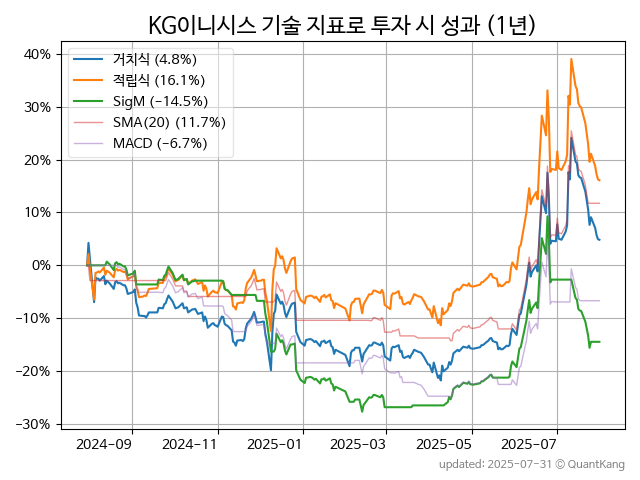 KG이니시스 기술 지표로 투자 시 성과 (1년)
거치식 (4.8%)
적립식 (16.1%)
SigM (−14.5%)
SMA(20) (11.7%)
MACD (−6.7%)
40%
30%
20%
10%
0%
−10%
−20%
−30%
2024-09 2024-11 2025-01 2025-03 2025-05 2025-07
updated: 2025-07-31 © QuantKang